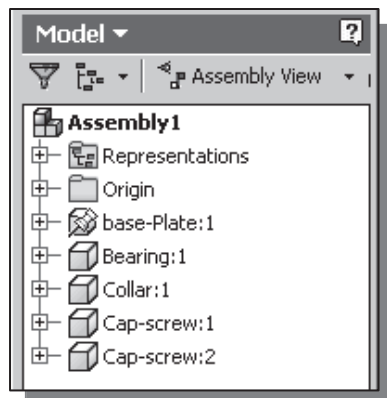 Model
Assembly View
Assembly1
Representations
Origin
base-Plate:1
Bearing:1
Collar:1
Cap-screw:1
Cap-screw:2